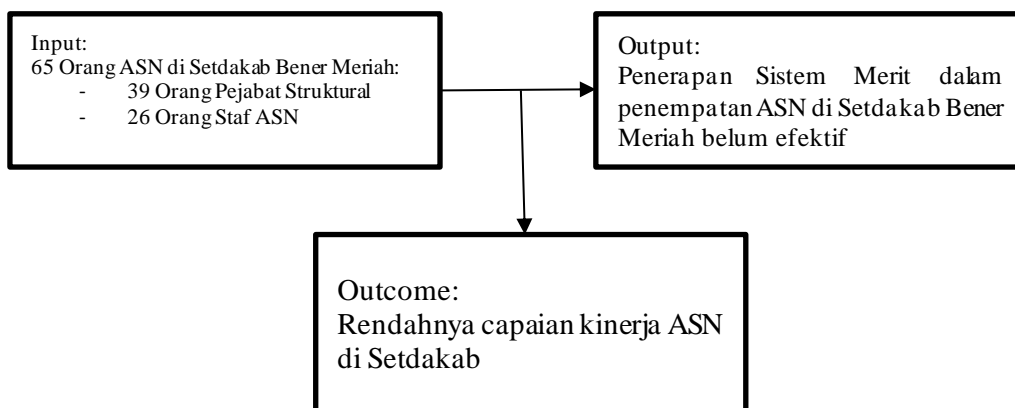 Input:
65 Orang ASN di Setdakab Bener Meriah:
- 39 Orang Pejabat Struktural
- 26 Orang Staf ASN
Output:
Penerapan Sistem Merit dalam
penempatan ASN di Setdakab Bener
Meriah belum efektif
Outcome:
Rendahnya capaian kinerja ASN
di Setdakab